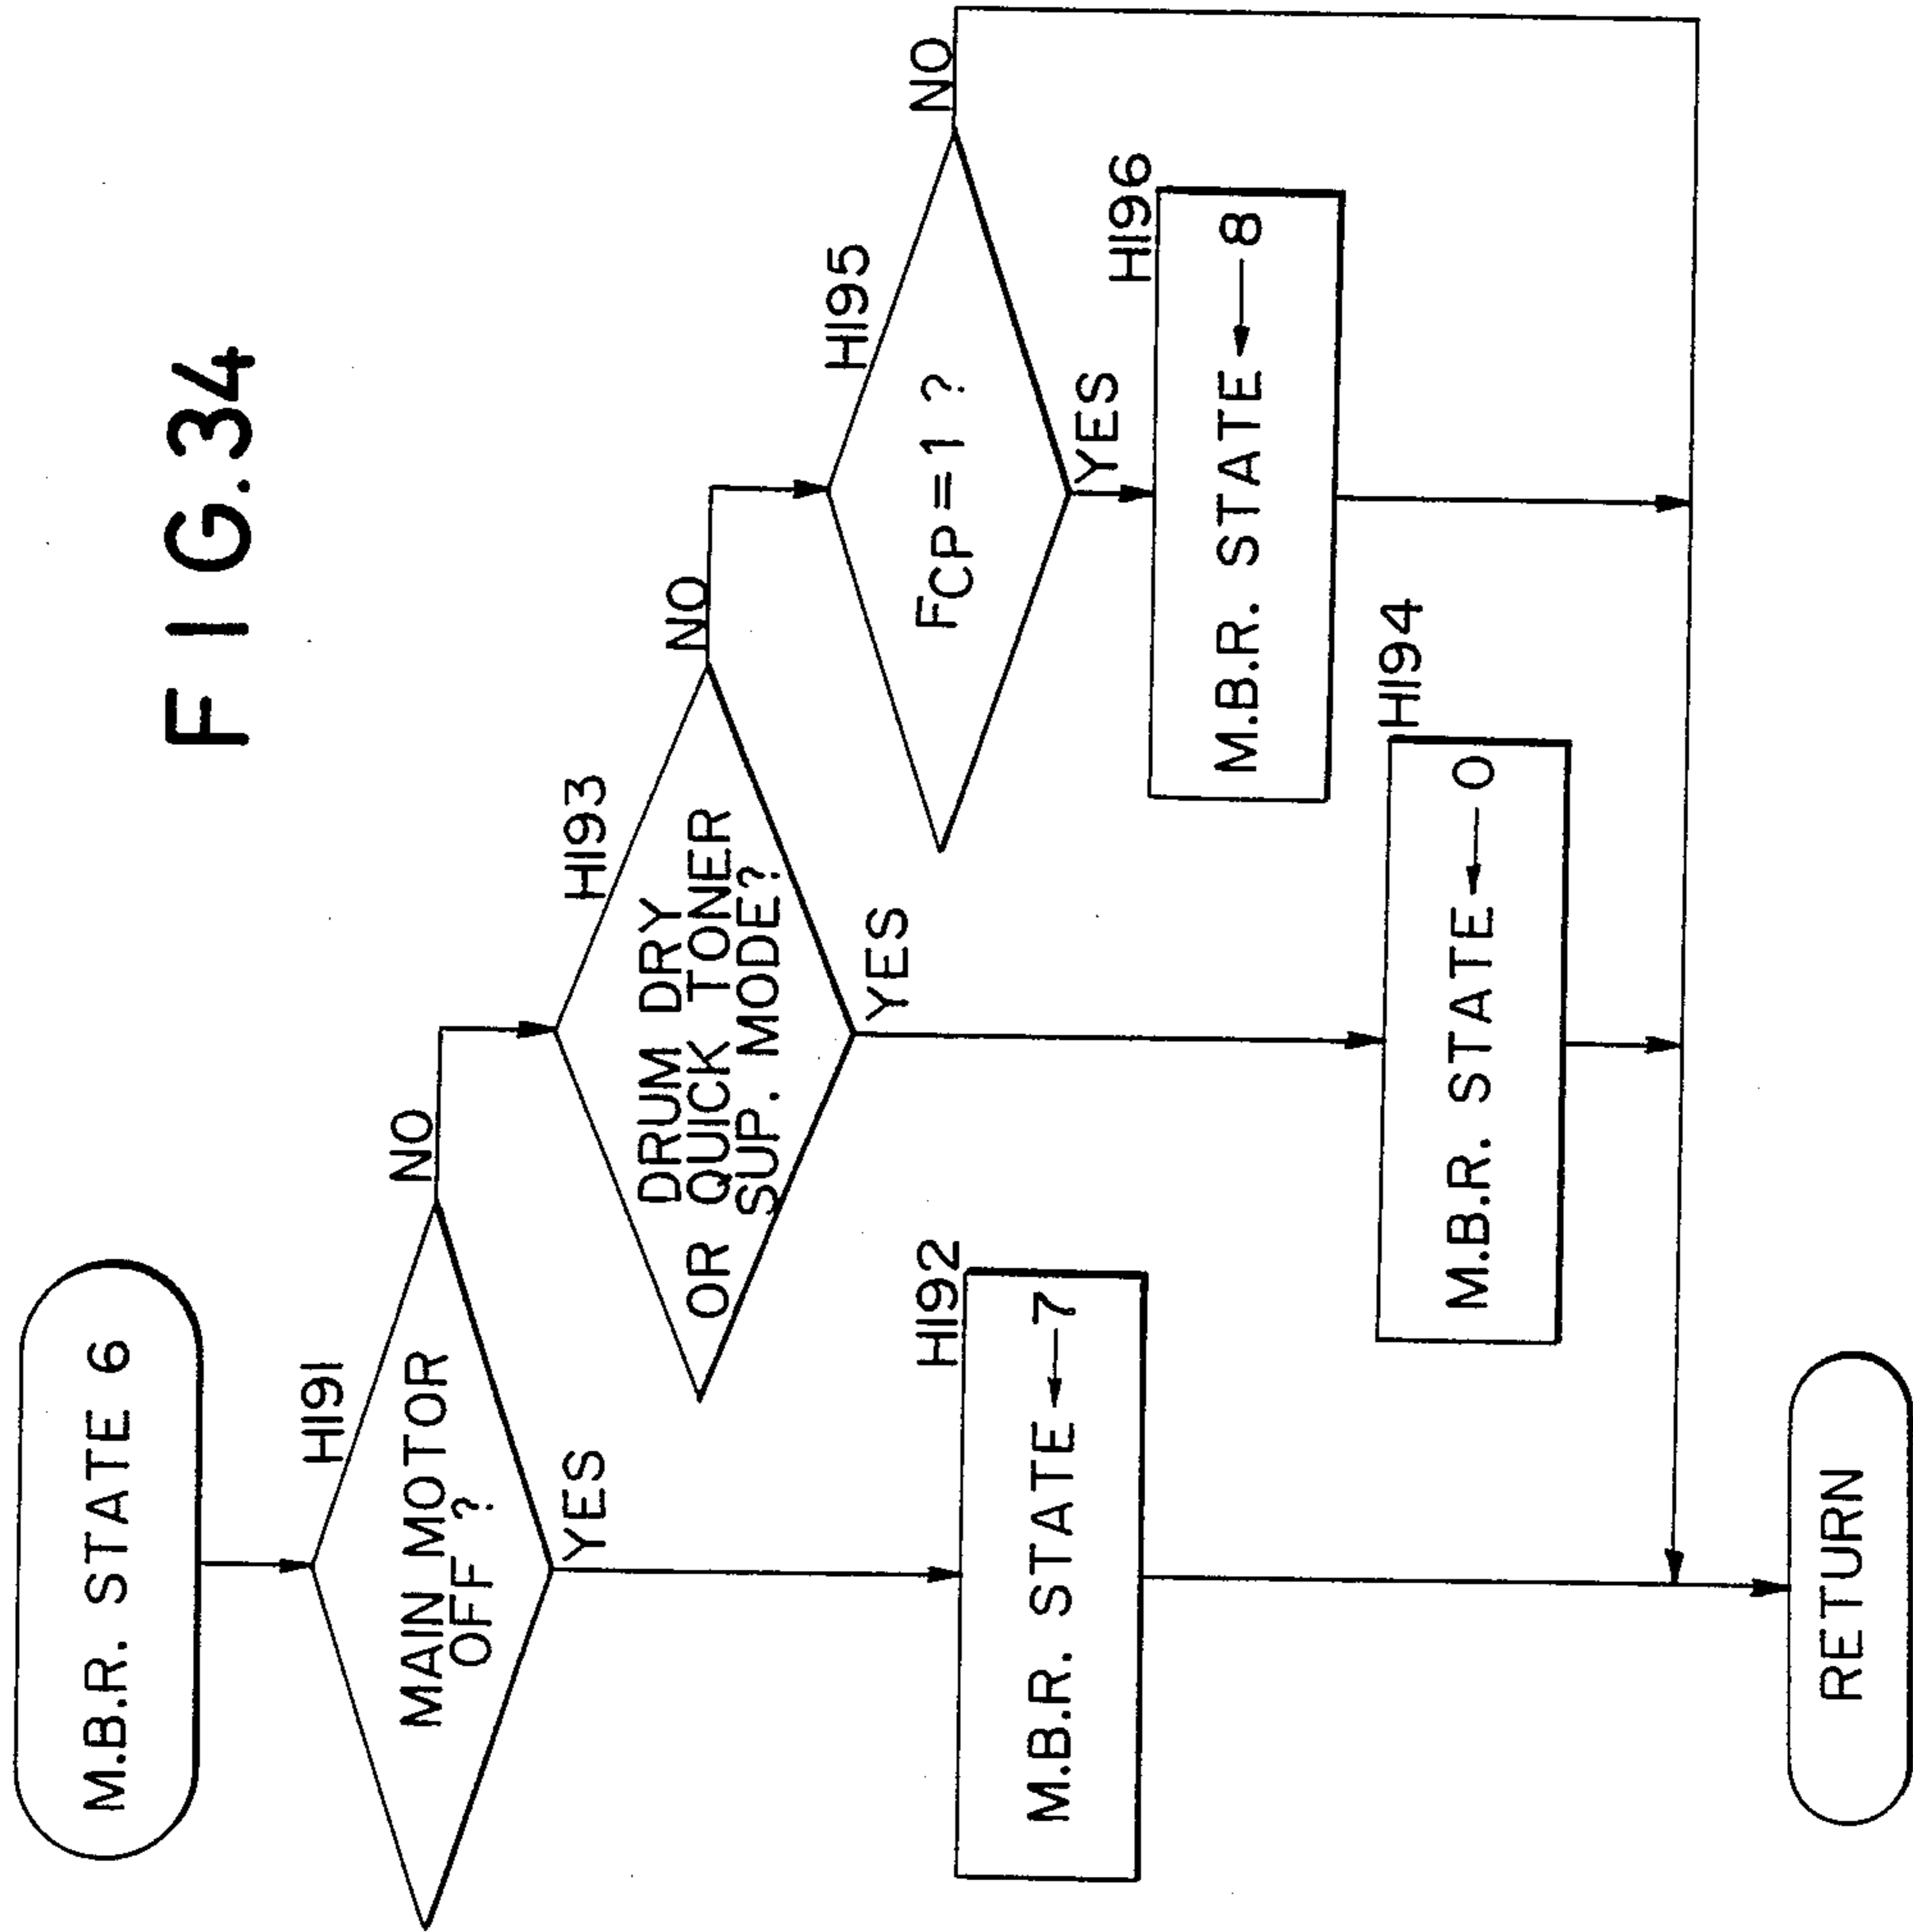 FIG.34
M.B.R. STATE 6
H191
MAIN MOTOR
OFF ?
NO
YES
H192
M.B.R. STATE ← 7
H193
DRUM DRY
OR QUICK TONER
SUP. MODE?
NO
YES
H194
M.B.R. STATE ← 0
H195
FCP=1 ?
NO
YES
H196
M.B.R. STATE ← 8
RETURN